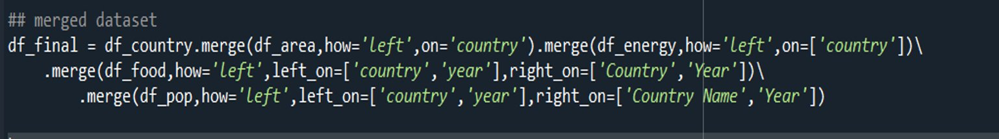 ## merged dataset
df_final = df_country.merge(df_area,how='left',on='country').merge(df_energy,how='left',on=['country'])\
.merge(df_food,how='left',left_on=['country','year'],right_on=['Country','Year'])\
.merge(df_pop,how='left',left_on=['country','year'],right_on=['Country Name','Year'])